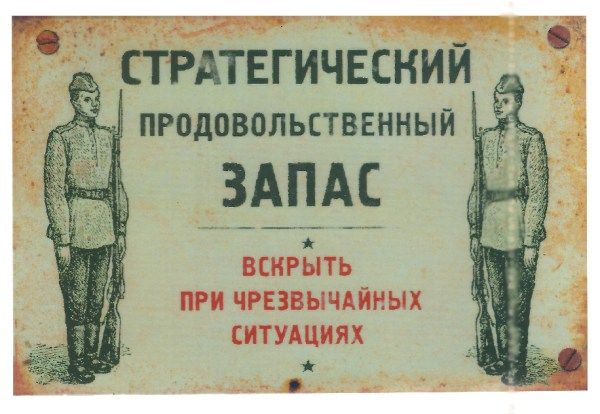 СТРАТЕГИЧЕСКИЙ
ПРОДОВОЛЬСТВЕННЫЙ
ЗАПАС
ВСКРЫТЬ
ПРИ ЧРЕЗВЫЧАЙНЫХ
СИТУАЦИЯХ